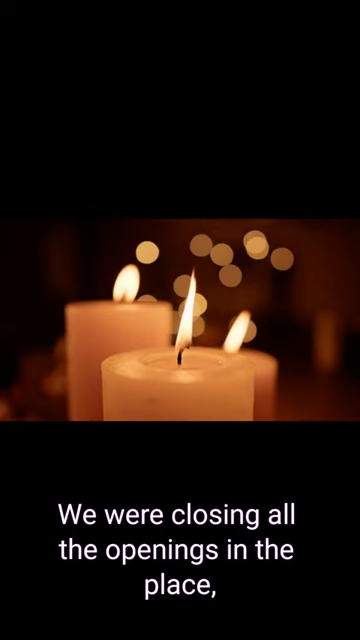 We were closing all
the openings in the
place,